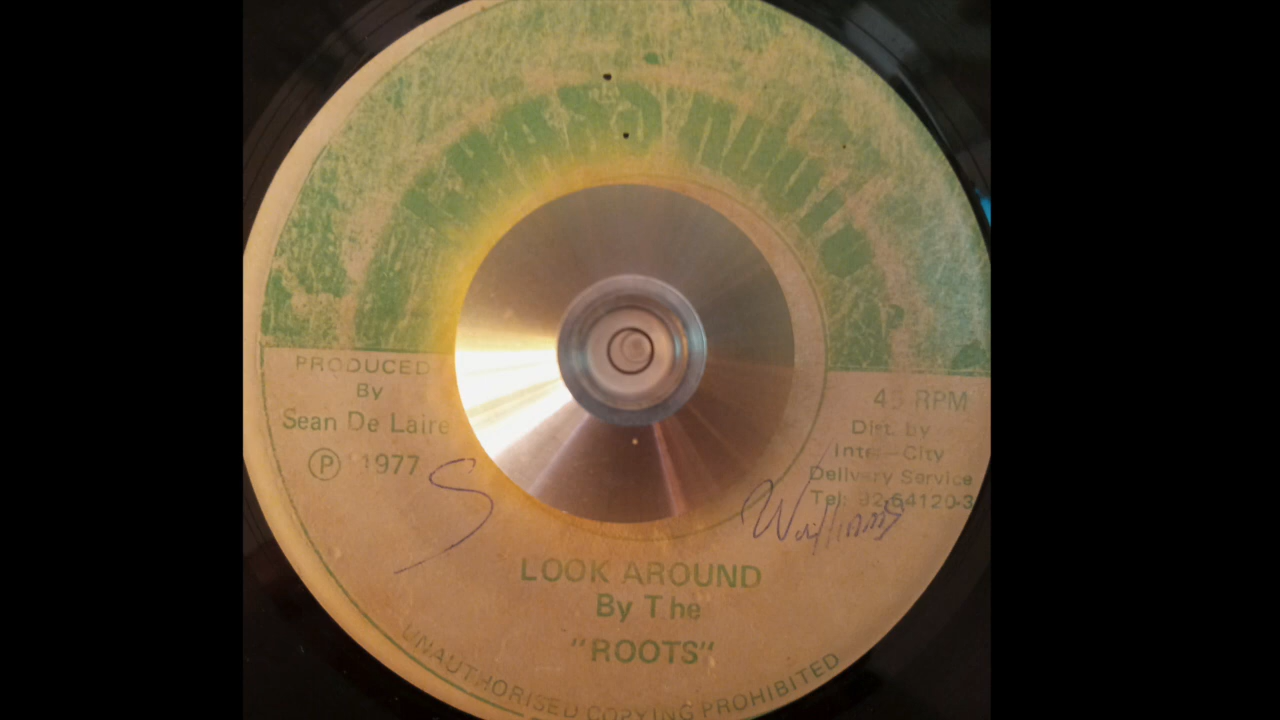 PRODUCED
By
Sean De Laire
Ⓟ 1977
45 RPM
Dist. by
Inter-City
Delivery Service
Tel: 92-64120-3
S
Williams
LOOK AROUND
By The
"ROOTS"
UNAUTHORISED COPYING PROHIBITED